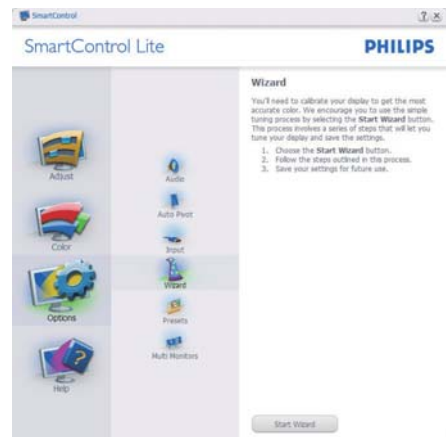 SmartControl
SmartControl Lite
PHILIPS
Adjust
Color
Options
Help
Audio
Auto Pivot
Input
Wizard
Presets
Multi Monitors
Wizard
You'll need to calibrate your display to get the most
accurate color. We encourage you to use the simple
tuning process by selecting the Start Wizard button.
This process involves a series of steps that will let you
tune your display and save the settings.
1. Choose the Start Wizard button.
2. Follow the steps outlined in this process.
3. Save your settings for future use.
Start Wizard